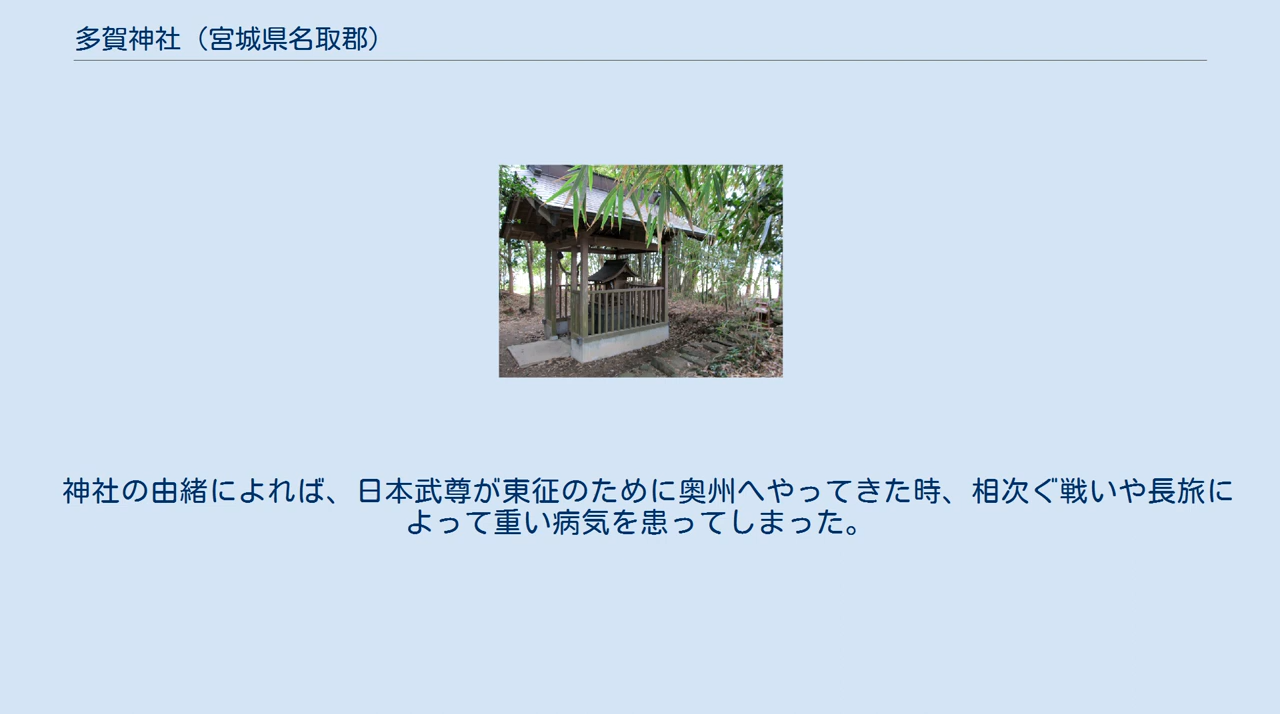 多賀神社（宮城県名取郡）
神社の由緒によれば、日本武尊が東征のために奥州へやってきた時、相次ぐ戦いや長旅に
よって重い病気を患ってしまった。